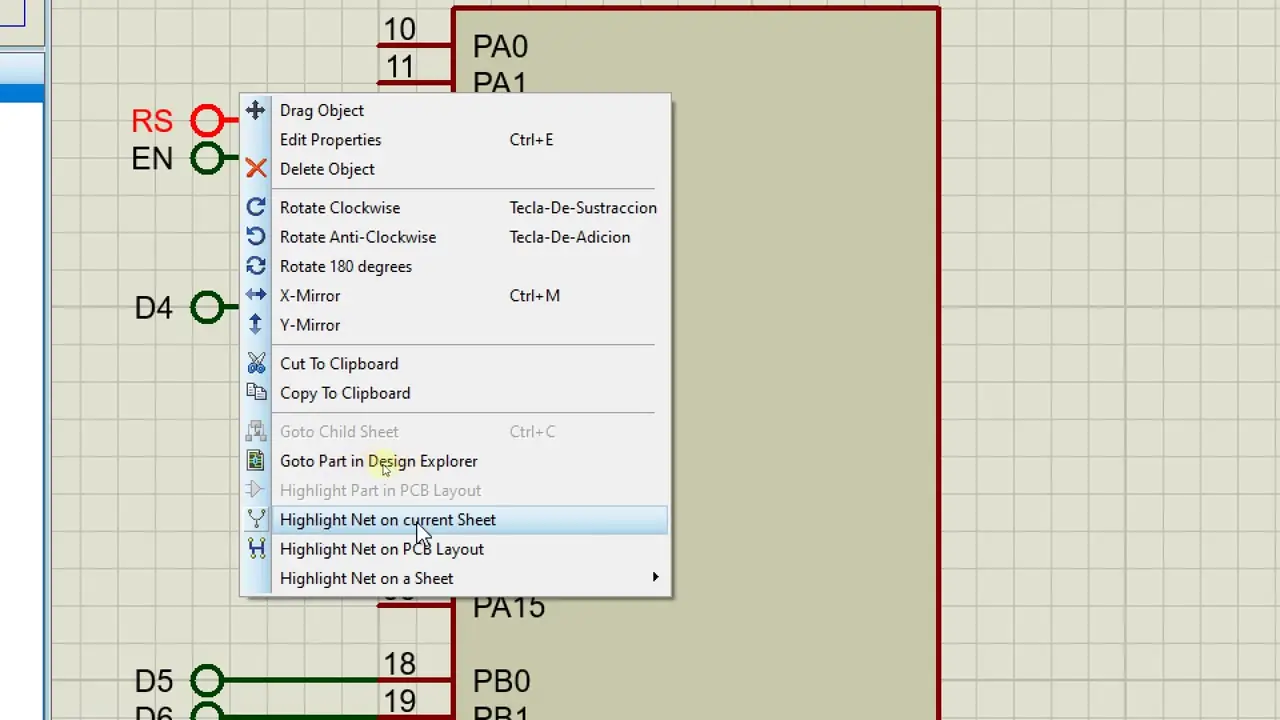 10
PA0
11
PA1
RS
EN
Drag Object
Edit Properties Ctrl+E
Delete Object
Rotate Clockwise Tecla-De-Sustraccion
Rotate Anti-Clockwise Tecla-De-Adicion
Rotate 180 degrees
X-Mirror Ctrl+M
D4
Y-Mirror
Cut To Clipboard
Copy To Clipboard
Goto Child Sheet Ctrl+C
Goto Part in Design Explorer
Highlight Part in PCB Layout
Highlight Net on current Sheet
Highlight Net on PCB Layout
Highlight Net on a Sheet
PA15
18
D5
PB0
19
D6
PB1